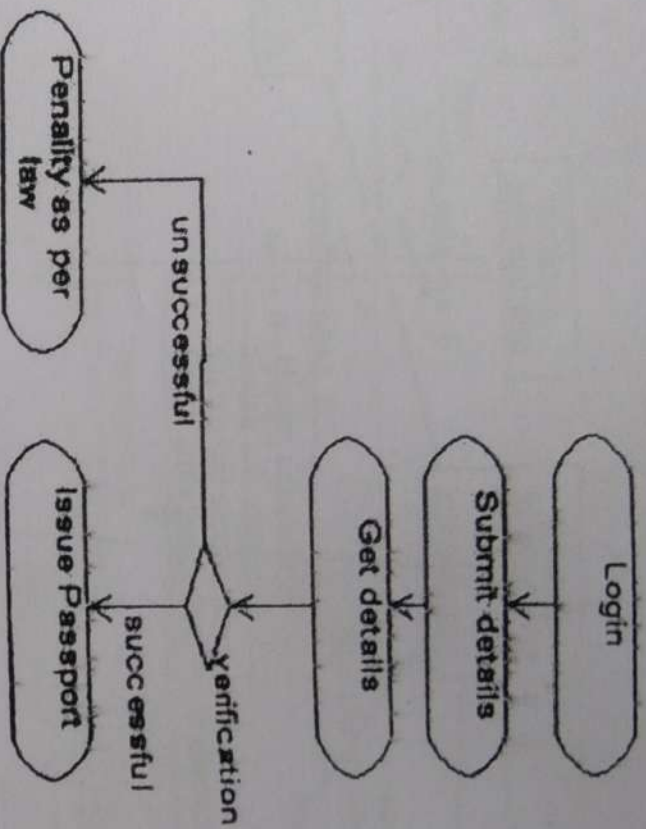 Login
Submit details
Get details
verification
unsuccessful
successful
Penality as per
law
Issue Passport